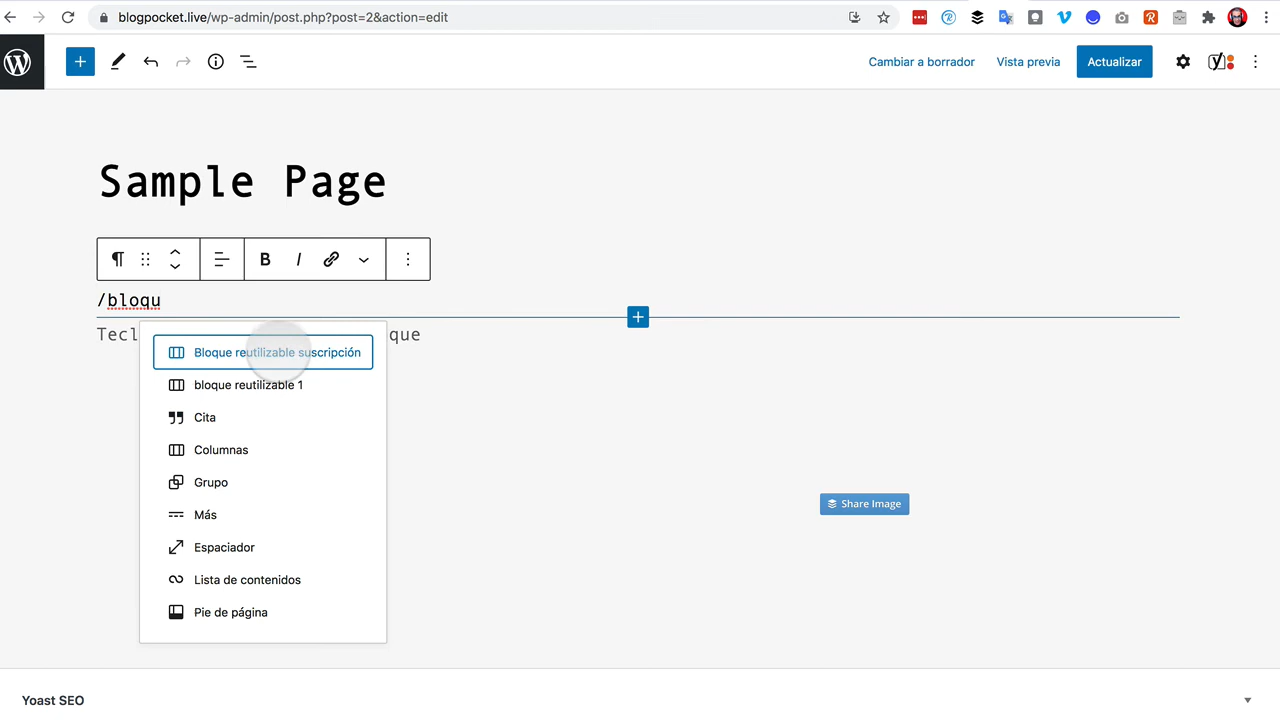 blogpocket.live/wp-admin/post.php?post=2&action=edit
Cambiar a borrador
Vista previa
Actualizar
Sample Page
B I
/bloqu
Tecl
que
Bloque reutilizable suscripción
bloque reutilizable 1
Cita
Columnas
Grupo
Más
Espaciador
Lista de contenidos
Pie de página
Share Image
Yoast SEO